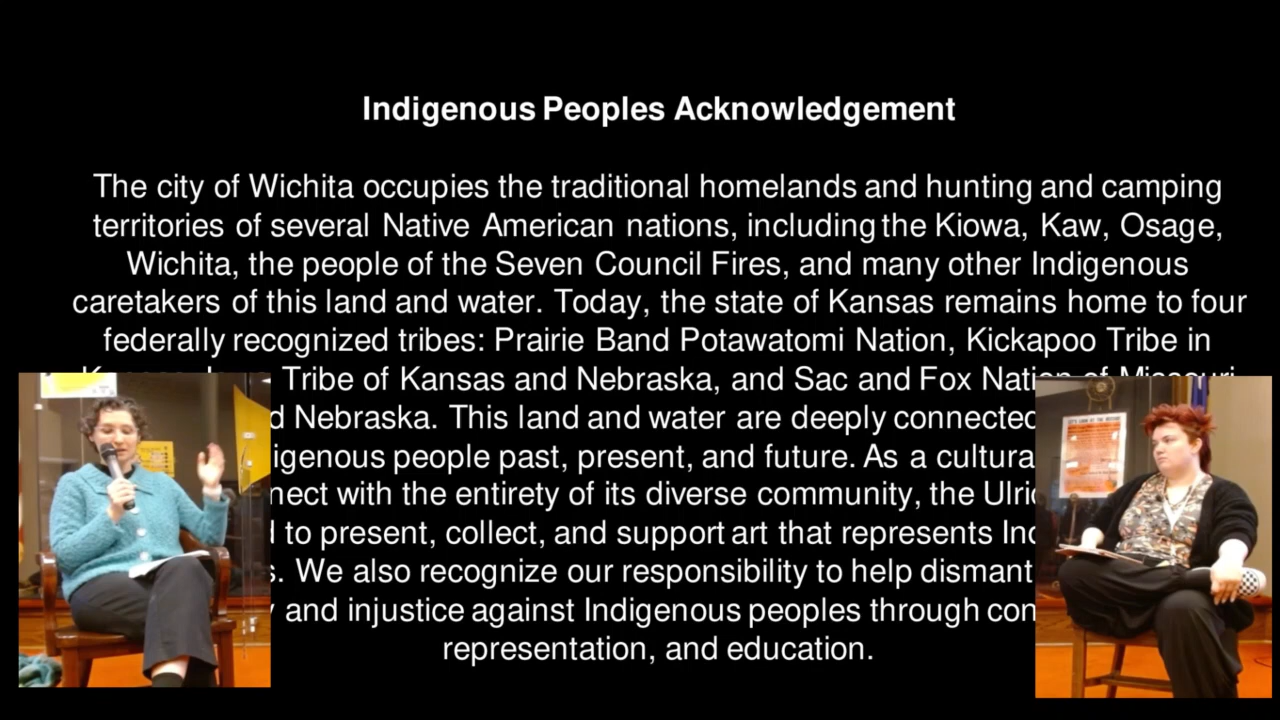 Indigenous Peoples Acknowledgement
The city of Wichita occupies the traditional homelands and hunting and camping
territories of several Native American nations, including the Kiowa, Kaw, Osage,
Wichita, the people of the Seven Council Fires, and many other Indigenous
caretakers of this land and water. Today, the state of Kansas remains home to four
federally recognized tribes: Prairie Band Potawatomi Nation, Kickapoo Tribe in
Tribe of Kansas and Nebraska, and Sac and Fox Nation of Missouri
Nebraska. This land and water are deeply connected
people past, present, and future. As a
with the entirety of its diverse community, the
to present, collect, and support art that represents
We also recognize our responsibility to help
and injustice against Indigenous peoples through
representation, and education.